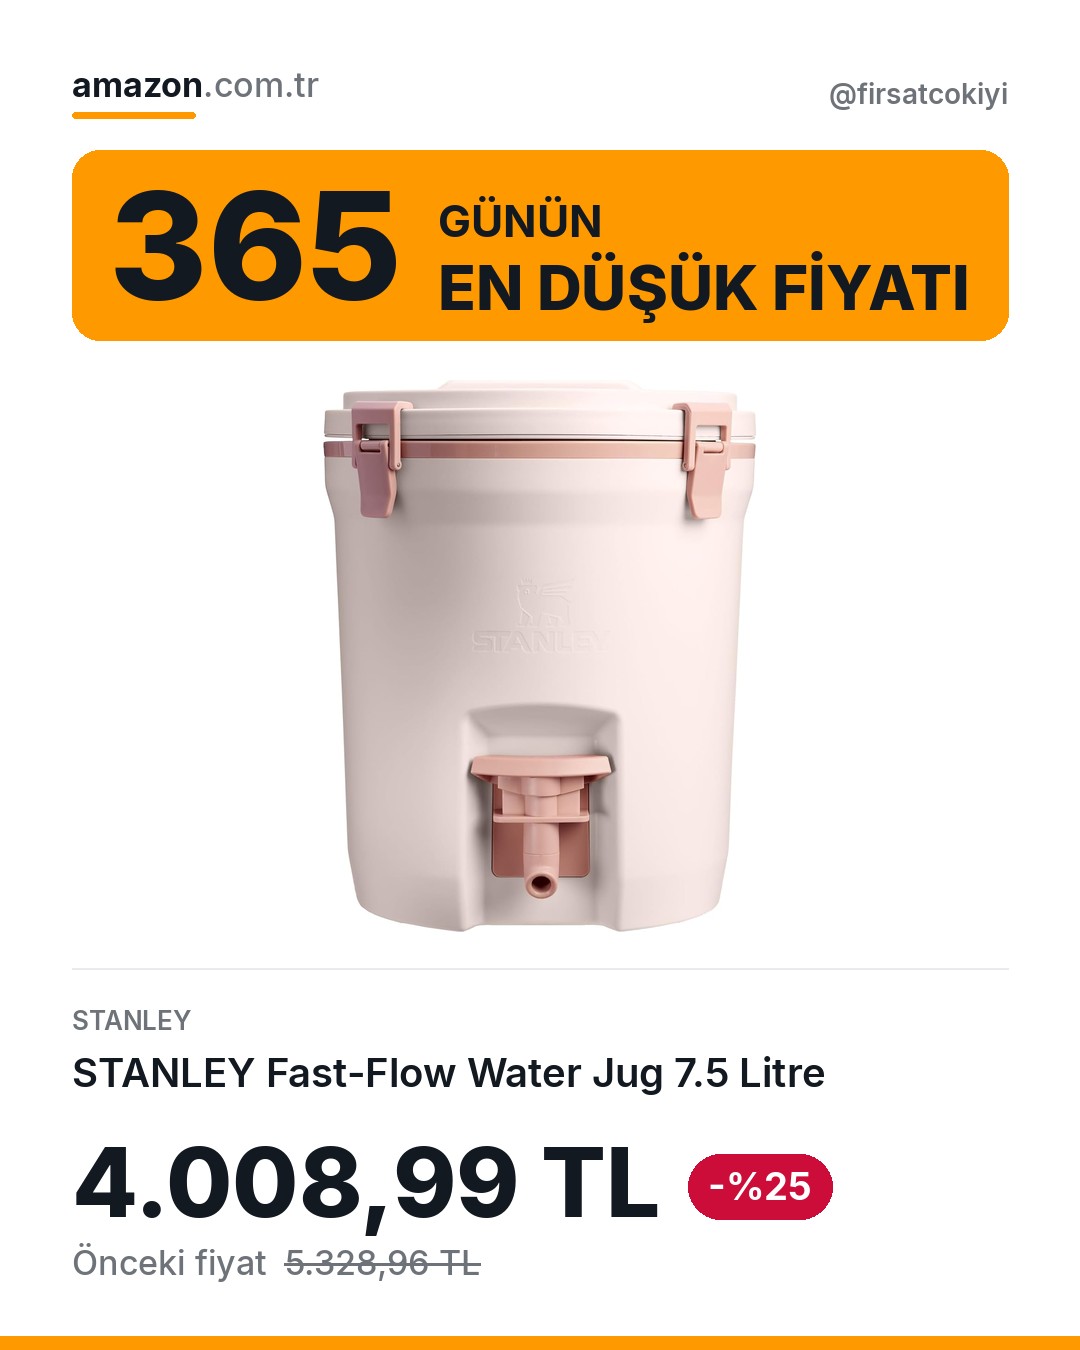 amazon.com.tr
@firsatcokiyi
365
GÜNÜN
EN DÜŞÜK FİYATI
STANLEY
STANLEY
STANLEY Fast-Flow Water Jug 7.5 Litre
4.008,99 TL
-%25
Önceki fiyat 5.328,96 TL